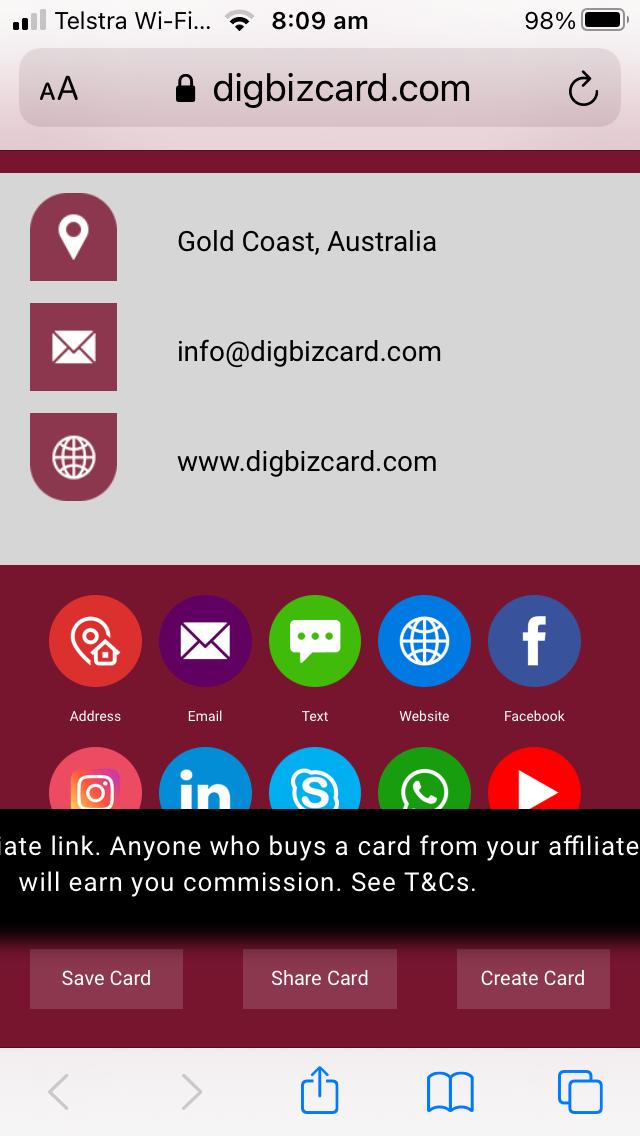 Telstra Wi-Fi... 8:09 am 98%
AA digbizcard.com
Gold Coast, Australia
info@digbizcard.com
www.digbizcard.com
Address Email Text Website Facebook
in S
iate link. Anyone who buys a card from your affiliate
will earn you commission. See T&Cs.
Save Card Share Card Create Card